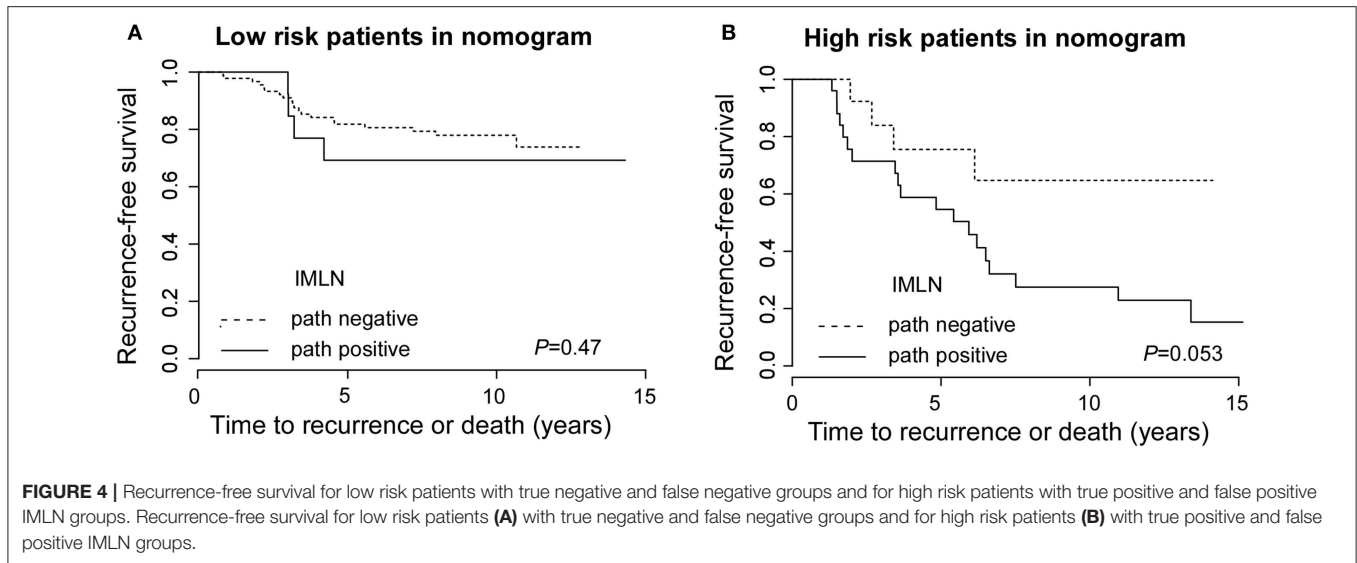 A
Low risk patients in nomogram
Recurrence-free survival
1.0
0.8
0.6
0.4
0.2
0.0
IMLN
path negative
path positive
P=0.47
0 5 10 15
Time to recurrence or death (years)
B
High risk patients in nomogram
Recurrence-free survival
1.0
0.8
0.6
0.4
0.2
0.0
IMLN
path negative
path positive
P=0.053
0 5 10 15
Time to recurrence or death (years)
FIGURE 4 | Recurrence-free survival for low risk patients with true negative and false negative groups and for high risk patients with true positive and false positive
IMLN groups. Recurrence-free survival for low risk patients (A) with true negative and false negative groups and for high risk patients (B) with true positive and false
positive IMLN groups.